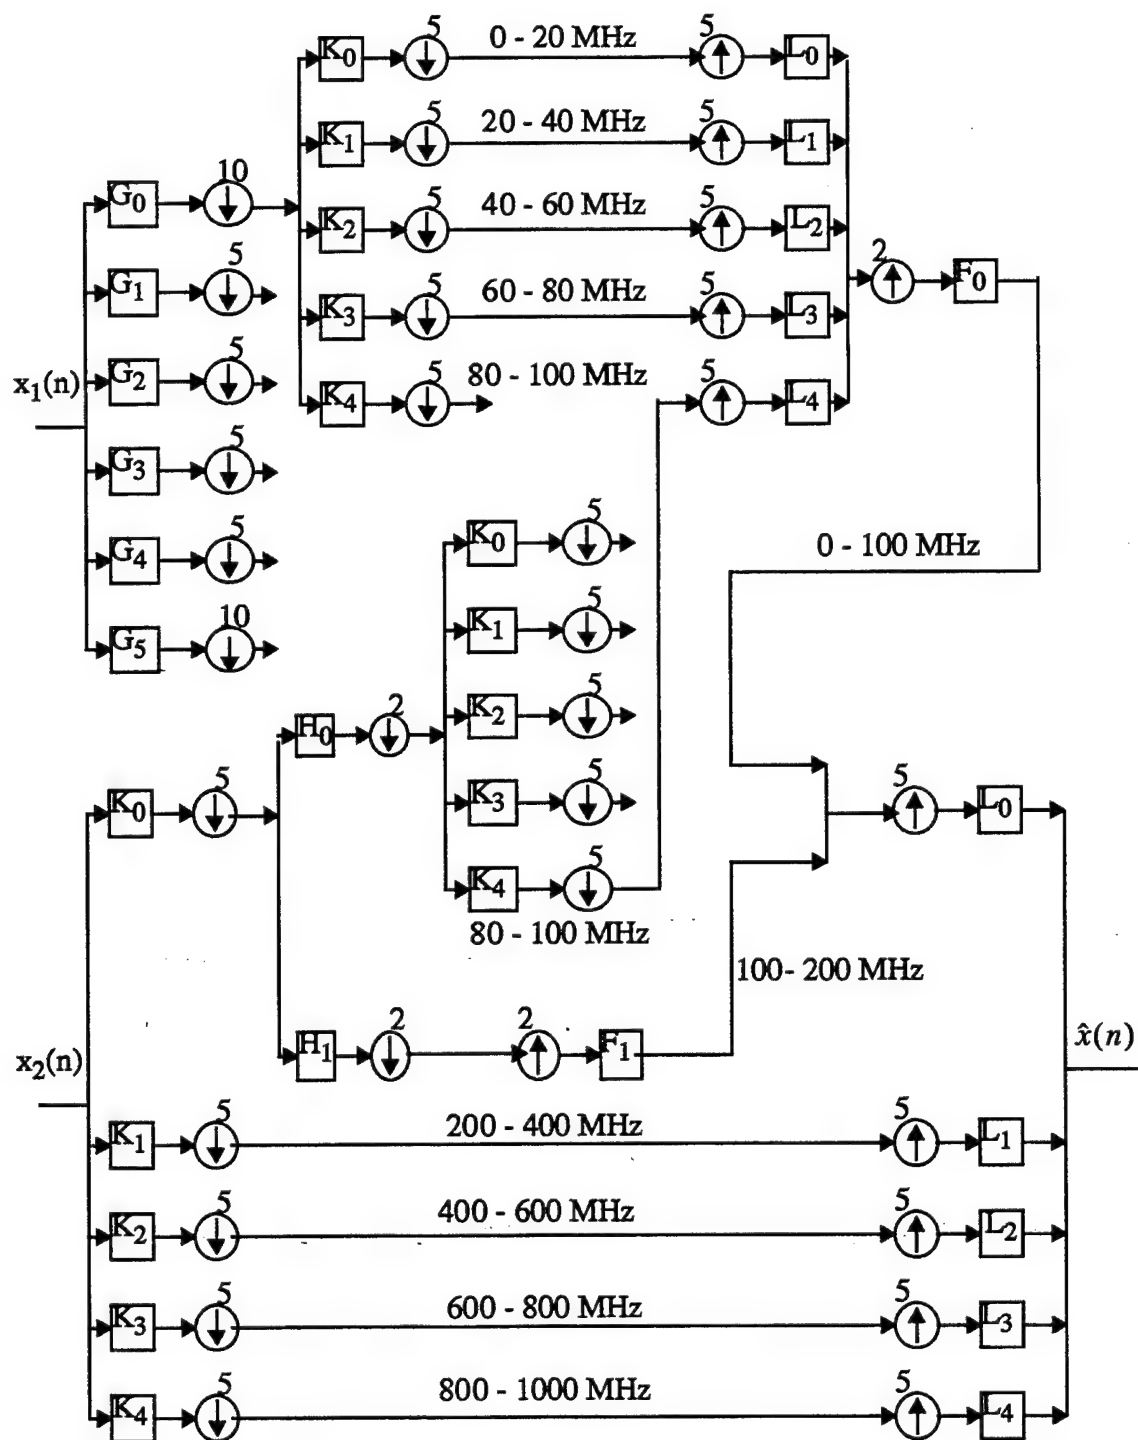 5
K0
0 - 20 MHz
5
L0
5
K1
20 - 40 MHz
5
L1
10
G0
5
K2
40 - 60 MHz
5
L2
5
G1
5
K3
60 - 80 MHz
5
L3
2
F0
5
G2
x1(n)
5
K4
80 - 100 MHz
5
L4
5
G3
5
G4
5
K0
0 - 100 MHz
10
G5
5
K1
5
K2
2
H0
5
K3
5
K0
5
L0
5
K4
80 - 100 MHz
100- 200 MHz
2
H1
2
F1
x2(n)
x̂(n)
5
K1
200 - 400 MHz
5
L1
5
K2
400 - 600 MHz
5
L2
5
K3
600 - 800 MHz
5
L3
5
K4
800 - 1000 MHz
5
L4